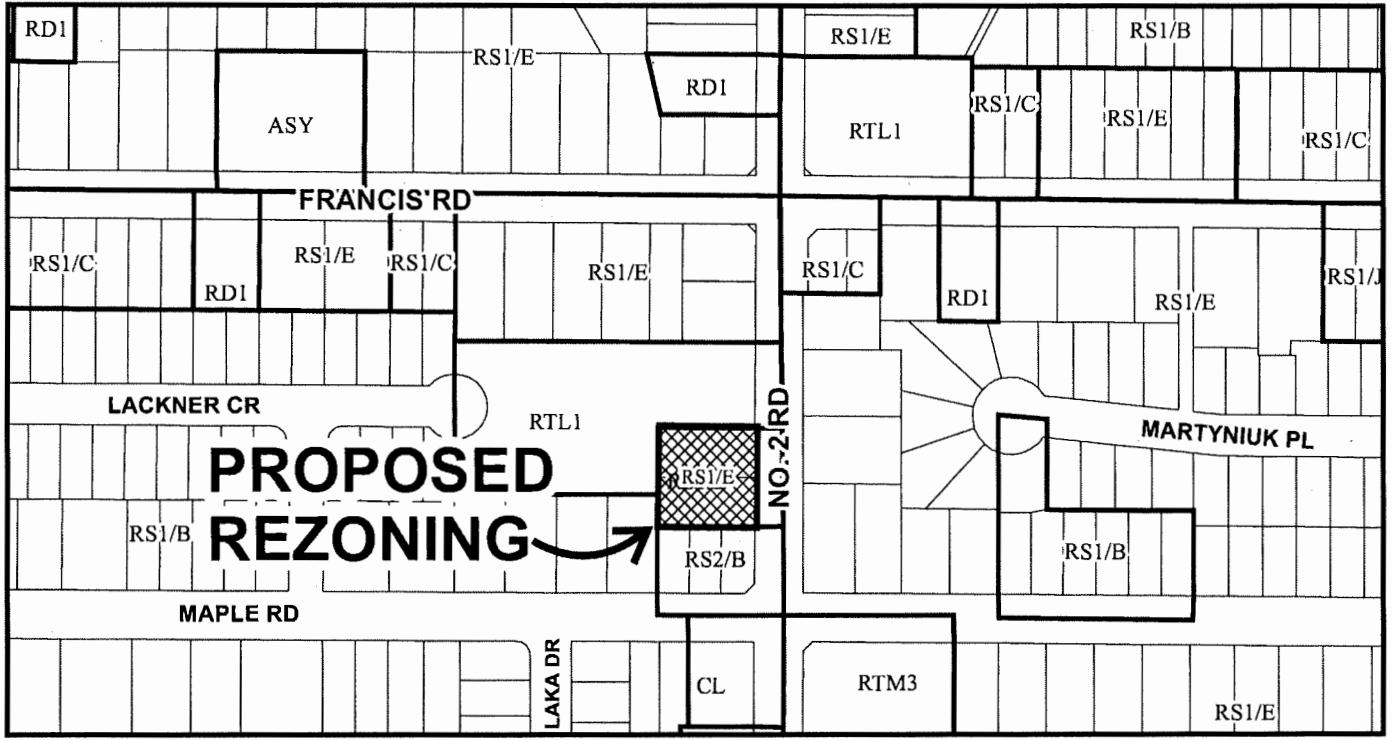 RD1
RS1/E
RS1/B
RS1/E
RD1
RS1/C
RS1/E
ASY
RTL1
RS1/C
FRANCIS RD
RS1/C
RS1/E
RS1/C
RS1/E
RS1/C
RS1/J
RD1
RD1
RS1/E
LACKNER CR
NO. 2 RD
RTL1
MARTYNIUK PL
PROPOSED
REZONING
RS1/E
RS1/B
RS2/B
RS1/B
MAPLE RD
LAKA DR
CL
RTM3
RS1/E